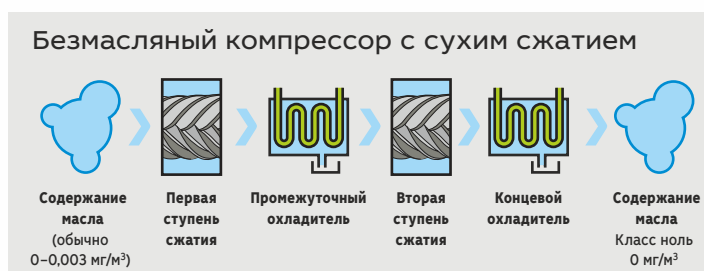 Безмасляный компрессор с сухим сжатием
Содержание
масла
(обычно
0–0,003 мг/м³)
Первая
ступень
сжатия
Промежуточный
охладитель
Вторая
ступень
сжатия
Концевой
охладитель
Содержание
масла
Класс ноль
0 мг/м³